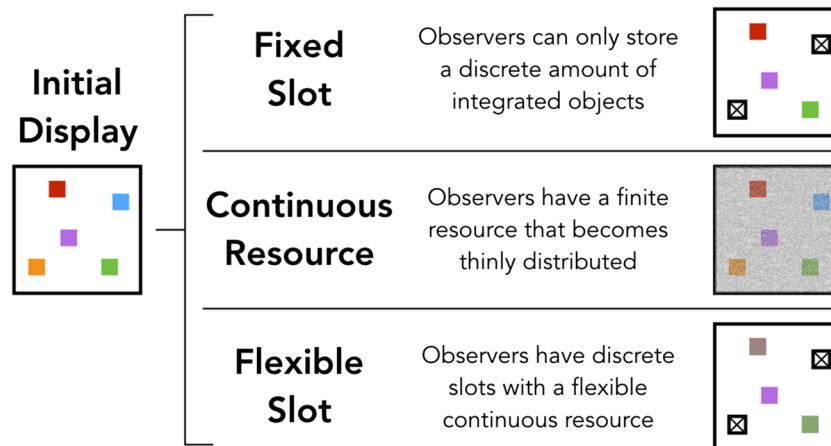 Initial
Display
Fixed
Slot
Observers can only store
a discrete amount of
integrated objects
Continuous
Resource
Observers have a finite
resource that becomes
thinly distributed
Flexible
Slot
Observers have discrete
slots with a flexible
continuous resource